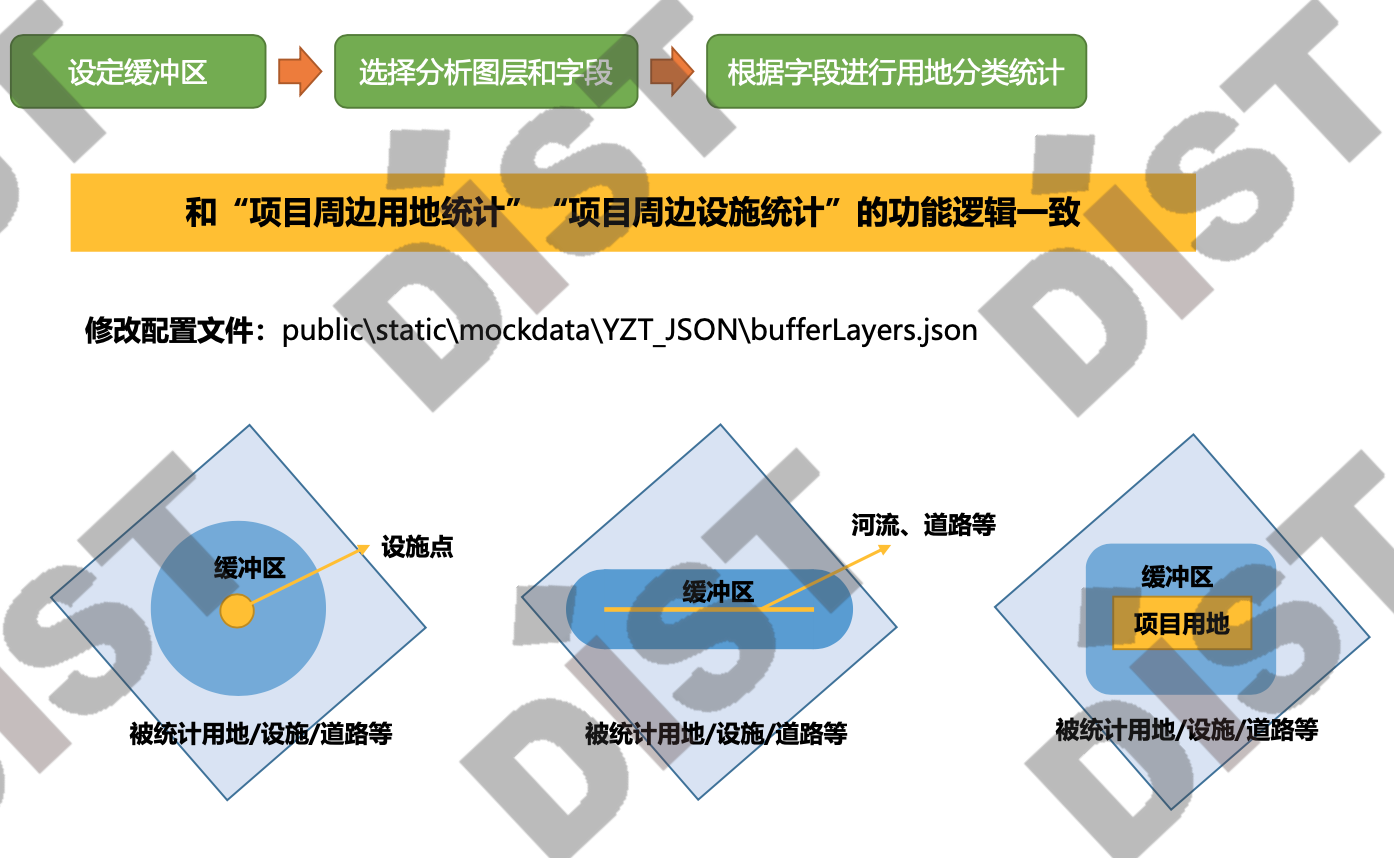 设定缓冲区
选择分析图层和字段
根据字段进行用地分类统计
和“项目周边用地统计”“项目周边设施统计”的功能逻辑一致
修改配置文件：public\static\mockdata\YZT_JSON\bufferLayers.json
缓冲区
设施点
被统计用地/设施/道路等
河流、道路等
缓冲区
被统计用地/设施/道路等
缓冲区
项目用地
被统计用地/设施/道路等
DIST
DIST
DIST
DIST
DIST